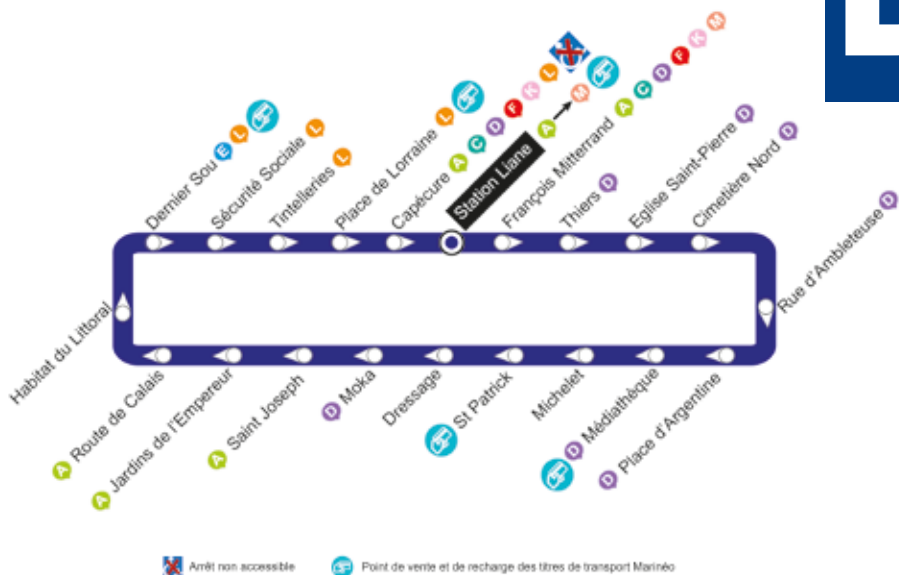 Dernier Sou E L
Sécurité Sociale L
Tintelleries L
Place de Lorraine L
Capécure A C D F K L
Station Liane A M
François Mitterrand A C D F K M
Thiers D
Eglise Saint-Pierre D
Cimetière Nord D
Rue d'Ambleteuse D
Habitat du Littoral
A Route de Calais
A Jardins de l'Empereur
A Saint Joseph
D Moka
Dressage
St Patrick
Michelet
D Médiathèque
D Place d'Argentine
Arrêt non accessible
Point de vente et de recharge des titres de transport Marinéo